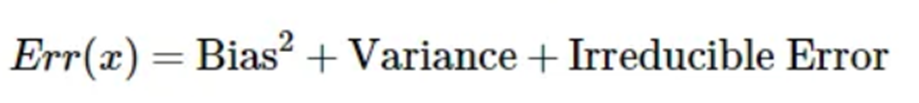 Err(x) = Bias² + Variance + Irreducible Error